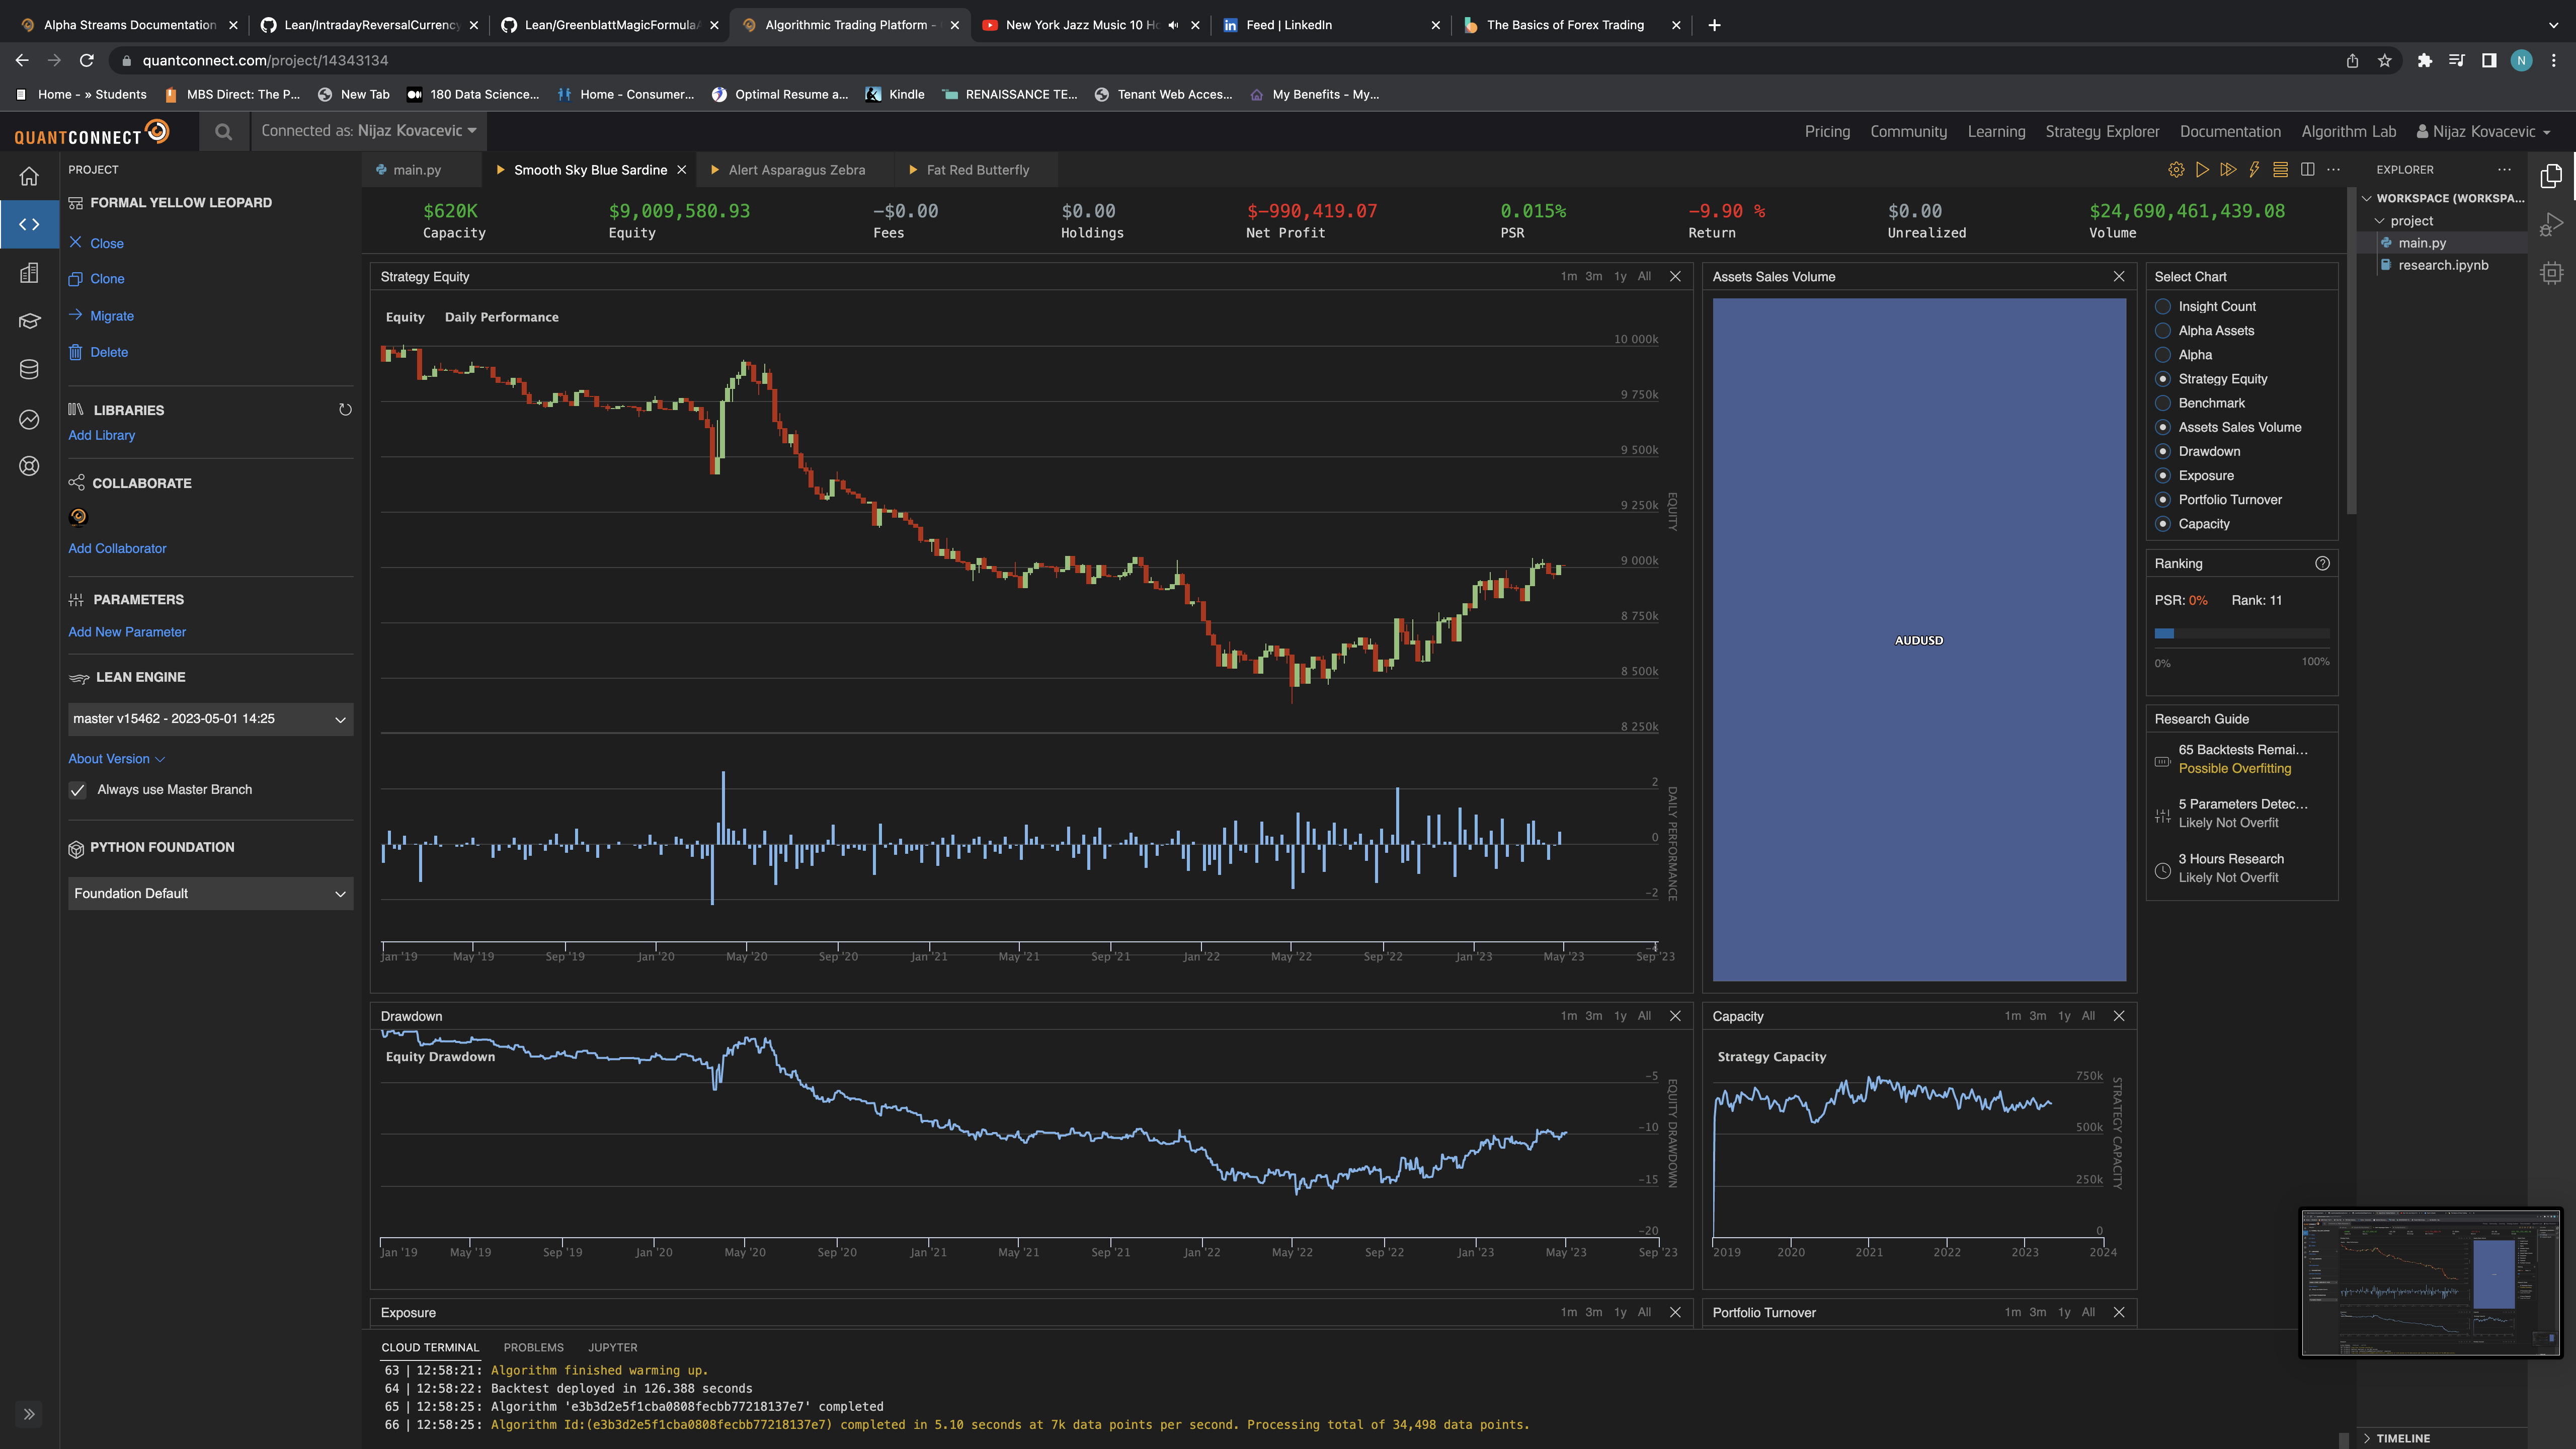 Alpha Streams Documentation
Lean/IntradayReversalCurrency
Lean/GreenblattMagicFormulaA
Algorithmic Trading Platform -
New York Jazz Music 10 Ho
Feed | LinkedIn
The Basics of Forex Trading
quantconnect.com/project/14343134
N
Home - » Students
MBS Direct: The P...
New Tab
180 Data Science...
Home - Consumer...
Optimal Resume a...
Kindle
RENAISSANCE TE...
Tenant Web Acces...
My Benefits - My...
QUANTCONNECT
Connected as: Nijaz Kovacevic
Pricing
Community
Learning
Strategy Explorer
Documentation
Algorithm Lab
Nijaz Kovacevic
PROJECT
FORMAL YELLOW LEOPARD
Close
Clone
Migrate
Delete
LIBRARIES
Add Library
COLLABORATE
Add Collaborator
PARAMETERS
Add New Parameter
LEAN ENGINE
master v15462 - 2023-05-01 14:25
About Version
Always use Master Branch
PYTHON FOUNDATION
Foundation Default
main.py
Smooth Sky Blue Sardine
Alert Asparagus Zebra
Fat Red Butterfly
$620K
Capacity
$9,009,580.93
Equity
-$0.00
Fees
$0.00
Holdings
$-990,419.07
Net Profit
0.015%
PSR
-9.90 %
Return
$0.00
Unrealized
$24,690,461,439.08
Volume
Strategy Equity
1m 3m 1y All
Equity Daily Performance
10 000k
9 750k
9 500k
9 250k
9 000k
8 750k
8 500k
8 250k
EQUITY
2
0
-2
-4
DAILY PERFORMANCE
Jan '19 May '19 Sep '19 Jan '20 May '20 Sep '20 Jan '21 May '21 Sep '21 Jan '22 May '22 Sep '22 Jan '23 May '23 Sep '23
Assets Sales Volume
AUDUSD
Select Chart
Insight Count
Alpha Assets
Alpha
Strategy Equity
Benchmark
Assets Sales Volume
Drawdown
Exposure
Portfolio Turnover
Capacity
Ranking
PSR: 0% Rank: 11
0% 100%
Research Guide
65 Backtests Remai...
Possible Overfitting
5 Parameters Detec...
Likely Not Overfit
3 Hours Research
Likely Not Overfit
Drawdown
1m 3m 1y All
Equity Drawdown
-5
-10
-15
-20
EQUITY DRAWDOWN
Jan '19 May '19 Sep '19 Jan '20 May '20 Sep '20 Jan '21 May '21 Sep '21 Jan '22 May '22 Sep '22 Jan '23 May '23 Sep '23
Capacity
1m 3m 1y All
Strategy Capacity
750k
500k
250k
0
STRATEGY CAPACITY
2019 2020 2021 2022 2023 2024
Exposure
1m 3m 1y All
Portfolio Turnover
1m 3m 1y All
CLOUD TERMINAL
PROBLEMS
JUPYTER
63 | 12:58:21: Algorithm finished warming up.
64 | 12:58:22: Backtest deployed in 126.388 seconds
65 | 12:58:25: Algorithm 'e3b3d2e5f1cba0808fecbb77218137e7' completed
66 | 12:58:25: Algorithm Id:(e3b3d2e5f1cba0808fecbb77218137e7) completed in 5.10 seconds at 7k data points per second. Processing total of 34,498 data points.
EXPLORER
WORKSPACE (WORKSPA...
project
main.py
research.ipynb
TIMELINE